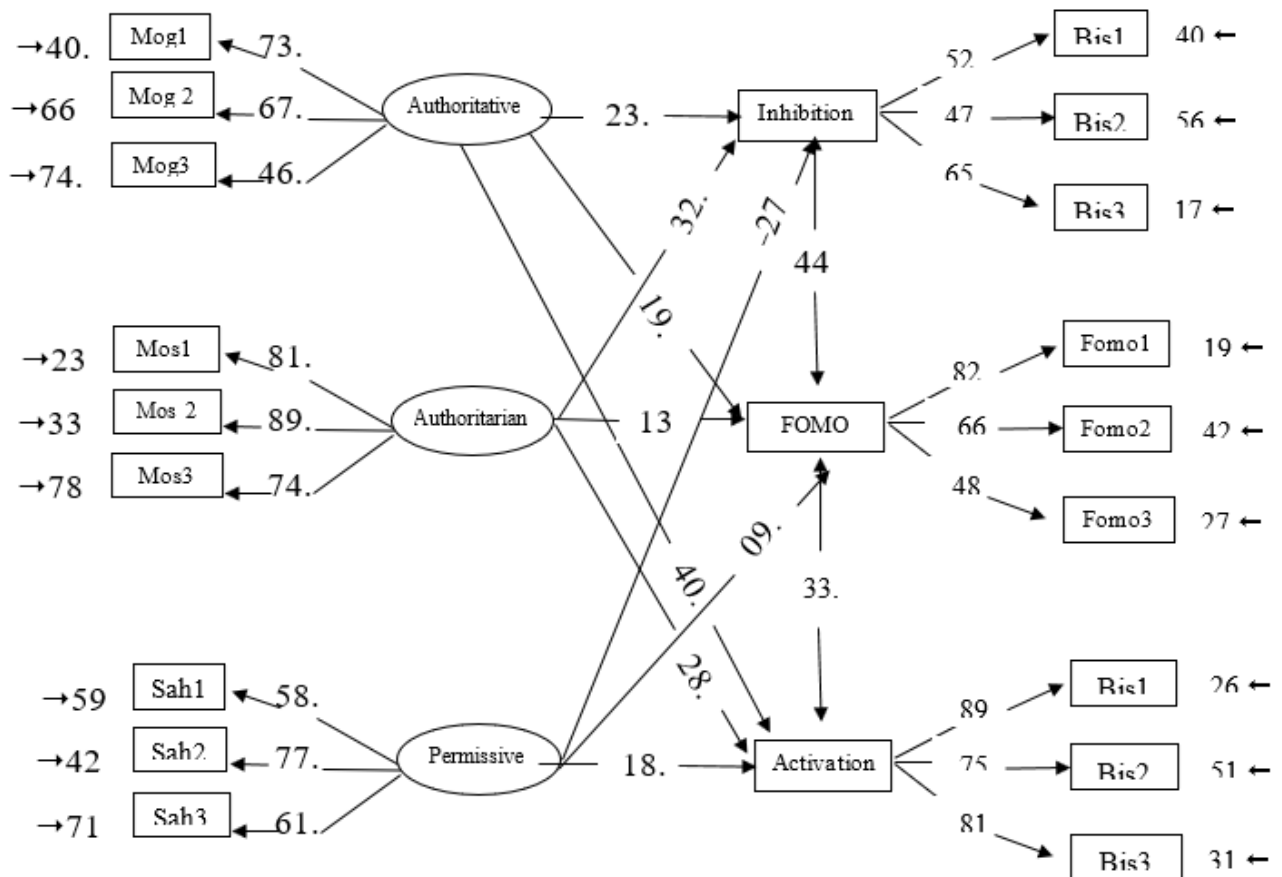 →40. Mog1 73.
→66 Mog 2 67.
→74. Mog3 46.
Authoritative
23.
Inhibition
52 Bis1 40 ←
47 Bis2 56 ←
65 Bis3 17 ←
32.
-27
19.
44
→23 Mos1 81.
→33 Mos 2 89.
→78 Mos3 74.
Authoritarian
13
FOMO
82 Fomo1 19 ←
66 Fomo2 42 ←
48 Fomo3 27 ←
09.
40.
28.
33.
→59 Sah1 58.
→42 Sah2 77.
→71 Sah3 61.
Permissive
18.
Activation
89 Bis1 26 ←
75 Bis2 51 ←
81 Bis3 31 ←